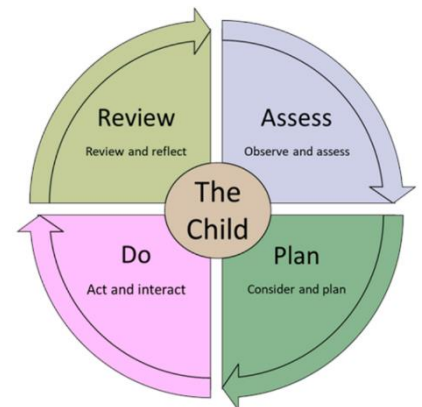 Review
Review and reflect
Assess
Observe and assess
The
Child
Do
Act and interact
Plan
Consider and plan